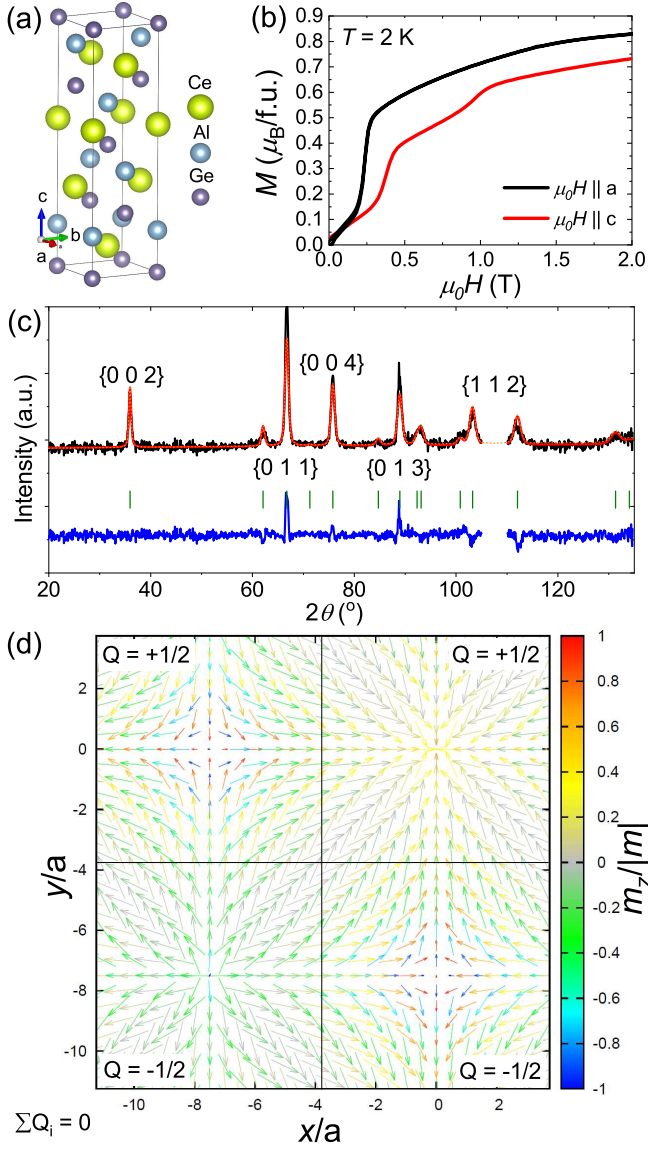 (a)
Ce
Al
Ge
c
b
a
(b)
T = 2 K
M (μB/f.u.)
0.9
0.8
0.7
0.6
0.5
0.4
0.3
0.2
0.1
0.0
μ0H || a
μ0H || c
0.0 0.5 1.0 1.5 2.0
μ0H (T)
(c)
Intensity (a.u.)
{0 0 2}
{0 0 4}
{1 1 2}
{0 1 1}
{0 1 3}
20 40 60 80 100 120
2θ (°)
(d)
Q = +1/2
Q = +1/2
y/a
2
0
-2
-4
-6
-8
-10
Q = -1/2
Q = -1/2
-10 -8 -6 -4 -2 0 2
x/a
∑Qi = 0
1
0.8
0.6
0.4
0.2
0
-0.2
-0.4
-0.6
-0.8
-1
mz/|m|